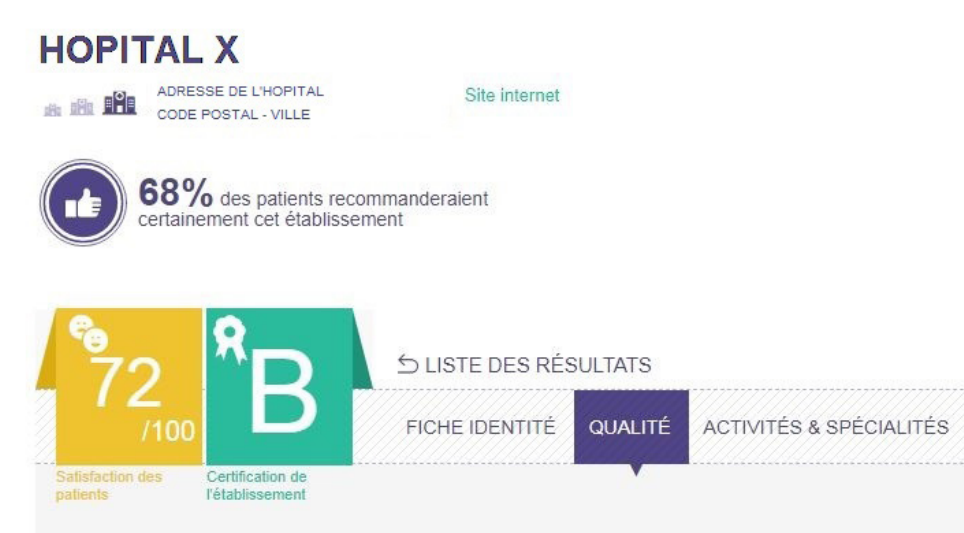 HOPITAL X
ADRESSE DE L'HOPITAL
CODE POSTAL - VILLE
Site internet
68% des patients recommanderaient
certainement cet établissement
72
/100
B
Satisfaction des
patients
Certification de
l'établissement
LISTE DES RÉSULTATS
FICHE IDENTITÉ
QUALITÉ
ACTIVITÉS & SPÉCIALITÉS